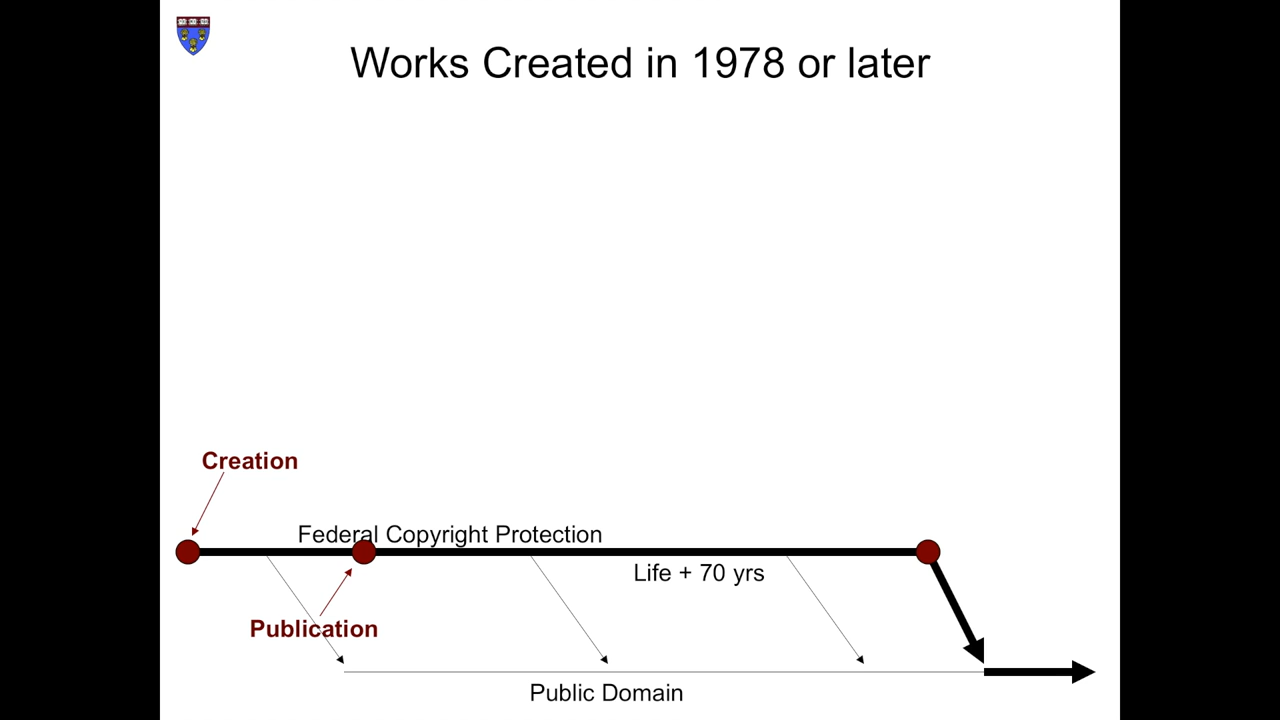 Works Created in 1978 or later
Creation
Federal Copyright Protection
Life + 70 yrs
Publication
Public Domain